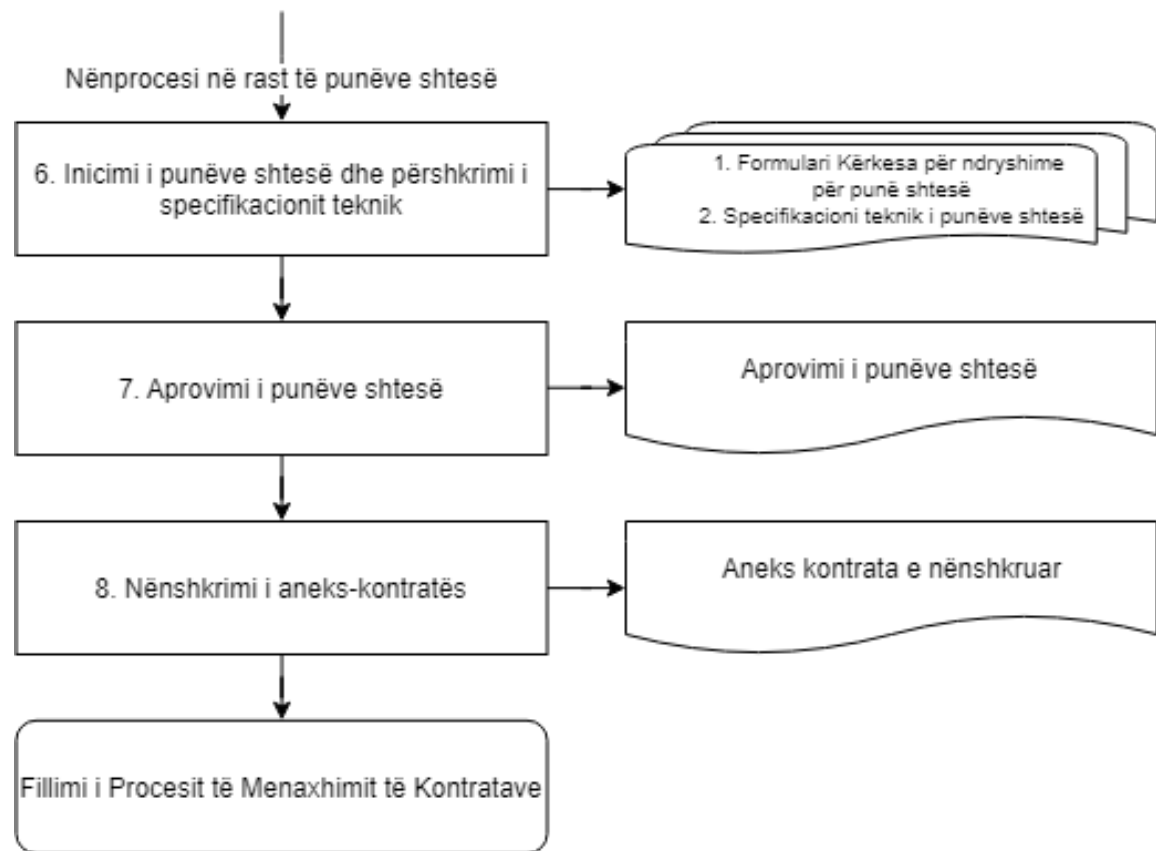 Nënprocesi në rast të punëve shtesë
6. Inicimi i punëve shtesë dhe përshkrimi i
specifikacionit teknik
1. Formulari Kërkesa për ndryshime
për punë shtesë
2. Specifikacioni teknik i punëve shtesë
7. Aprovimi i punëve shtesë
Aprovimi i punëve shtesë
8. Nënshkrimi i aneks-kontratës
Aneks kontrata e nënshkruar
Fillimi i Procesit të Menaxhimit të Kontratave